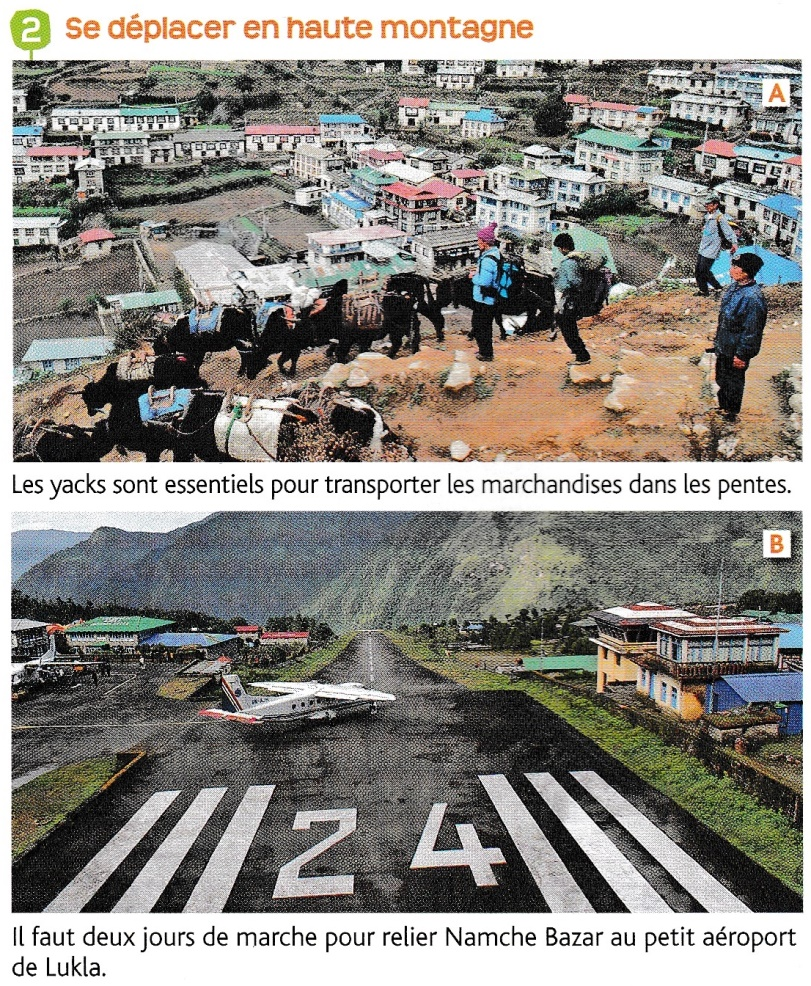 2 Se déplacer en haute montagne
A
Les yacks sont essentiels pour transporter les marchandises dans les pentes.
B
24
Il faut deux jours de marche pour relier Namche Bazar au petit aéroport
de Lukla.